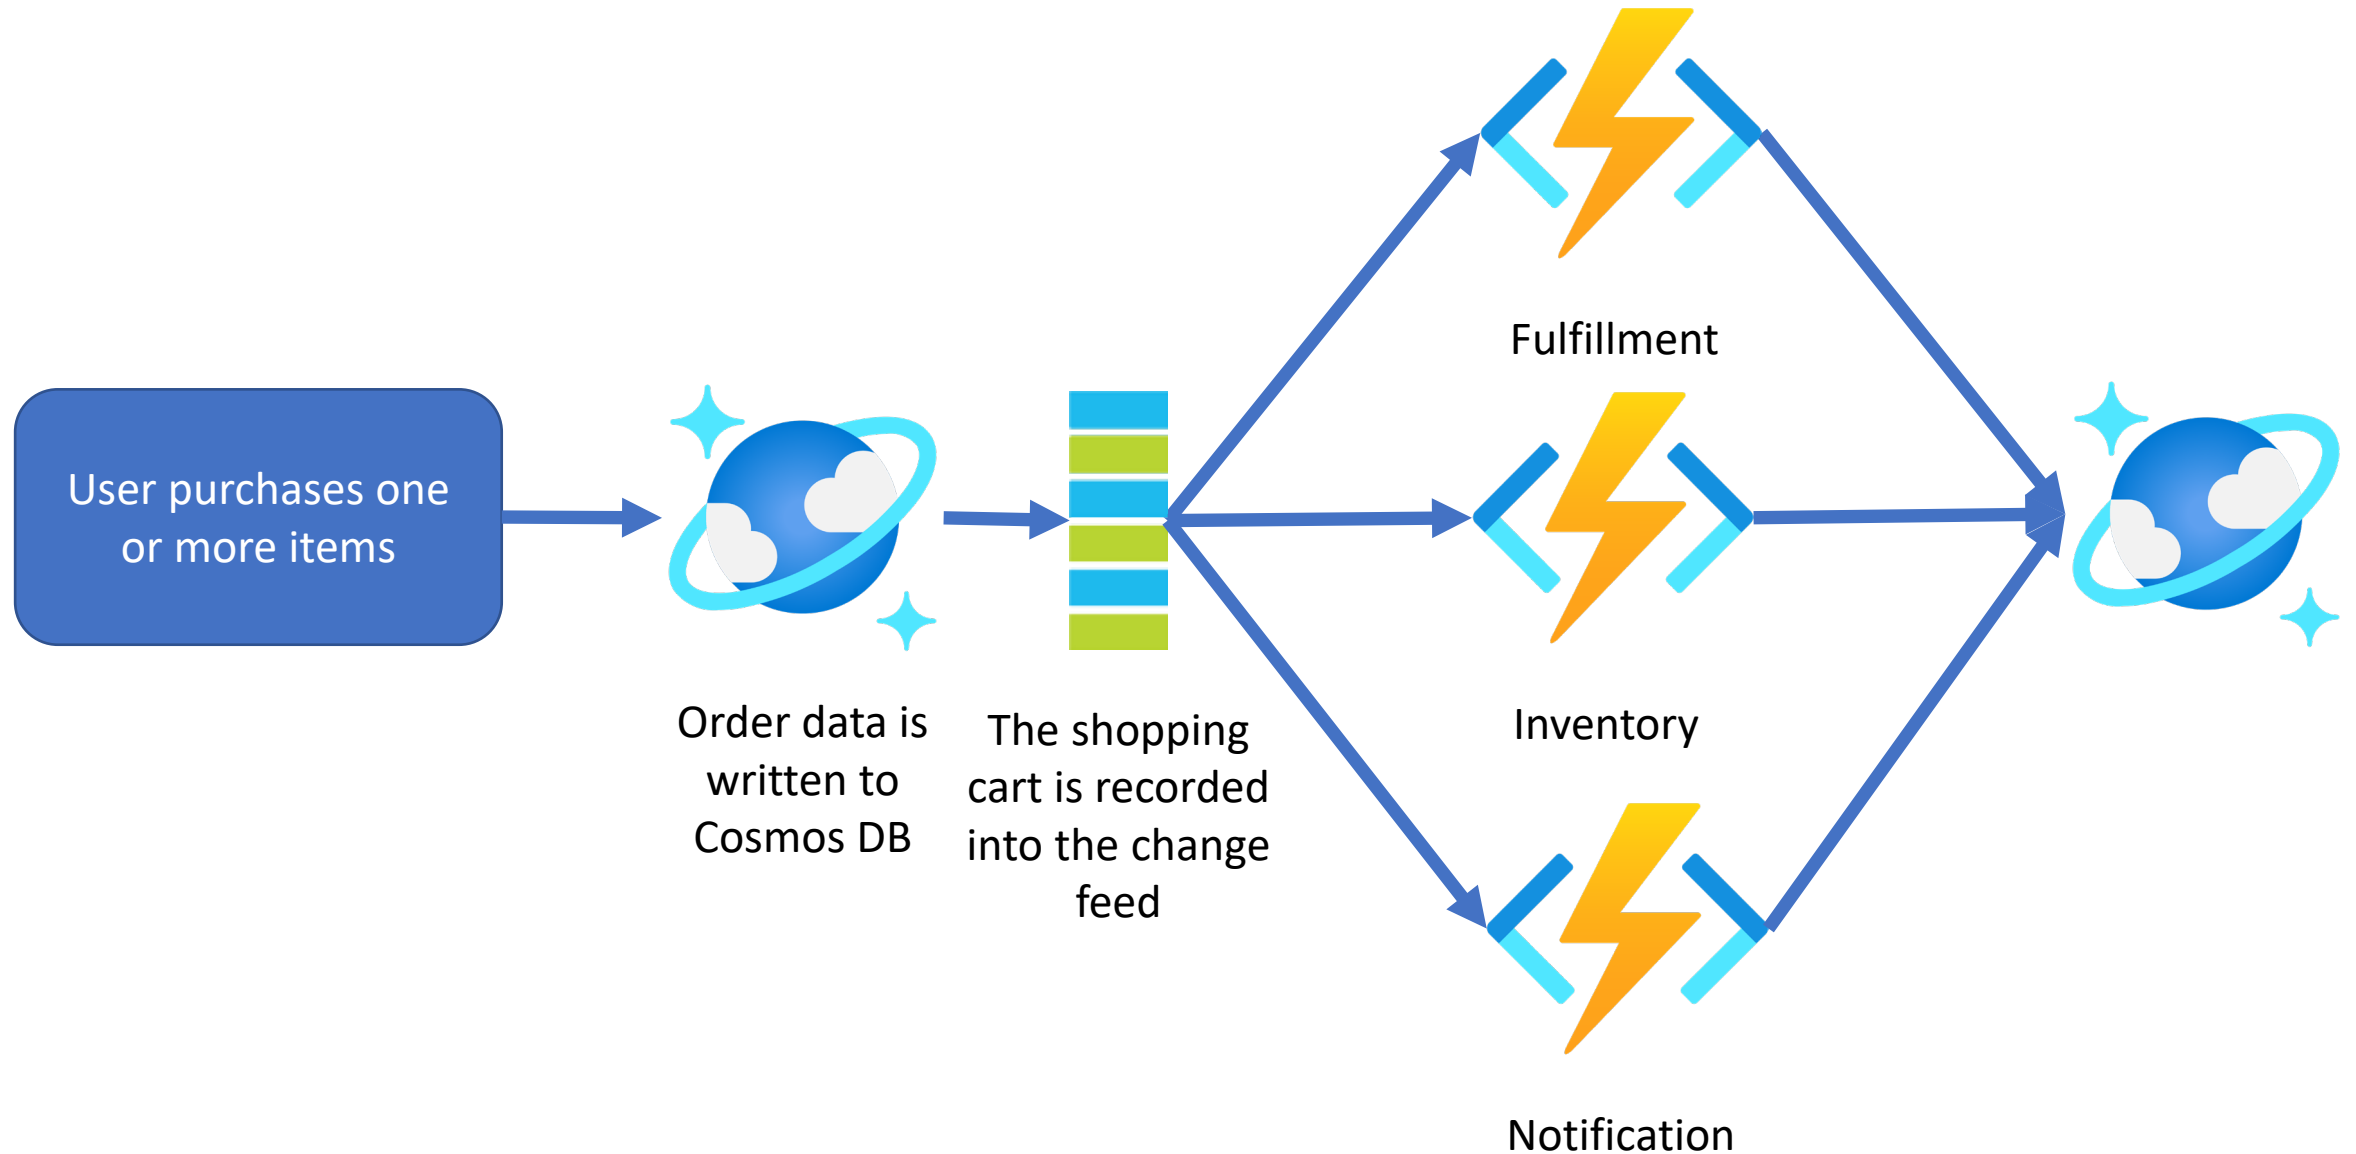 User purchases one
or more items
Order data is
written to
Cosmos DB
The shopping
cart is recorded
into the change
feed
Fulfillment
Inventory
Notification